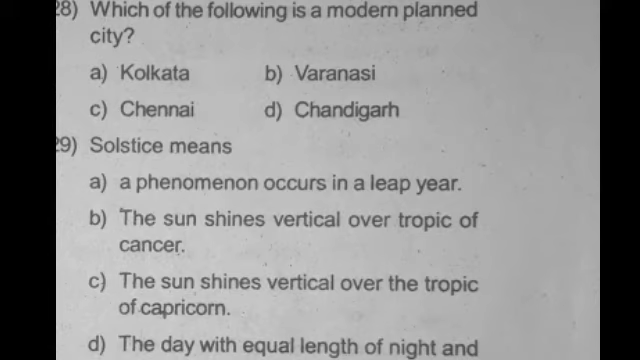 28) Which of the following is a modern planned
city?
a) Kolkata b) Varanasi
c) Chennai d) Chandigarh
29) Solstice means
a) a phenomenon occurs in a leap year.
b) The sun shines vertical over tropic of
cancer.
c) The sun shines vertical over the tropic
of capricorn.
d) The day with equal length of night and